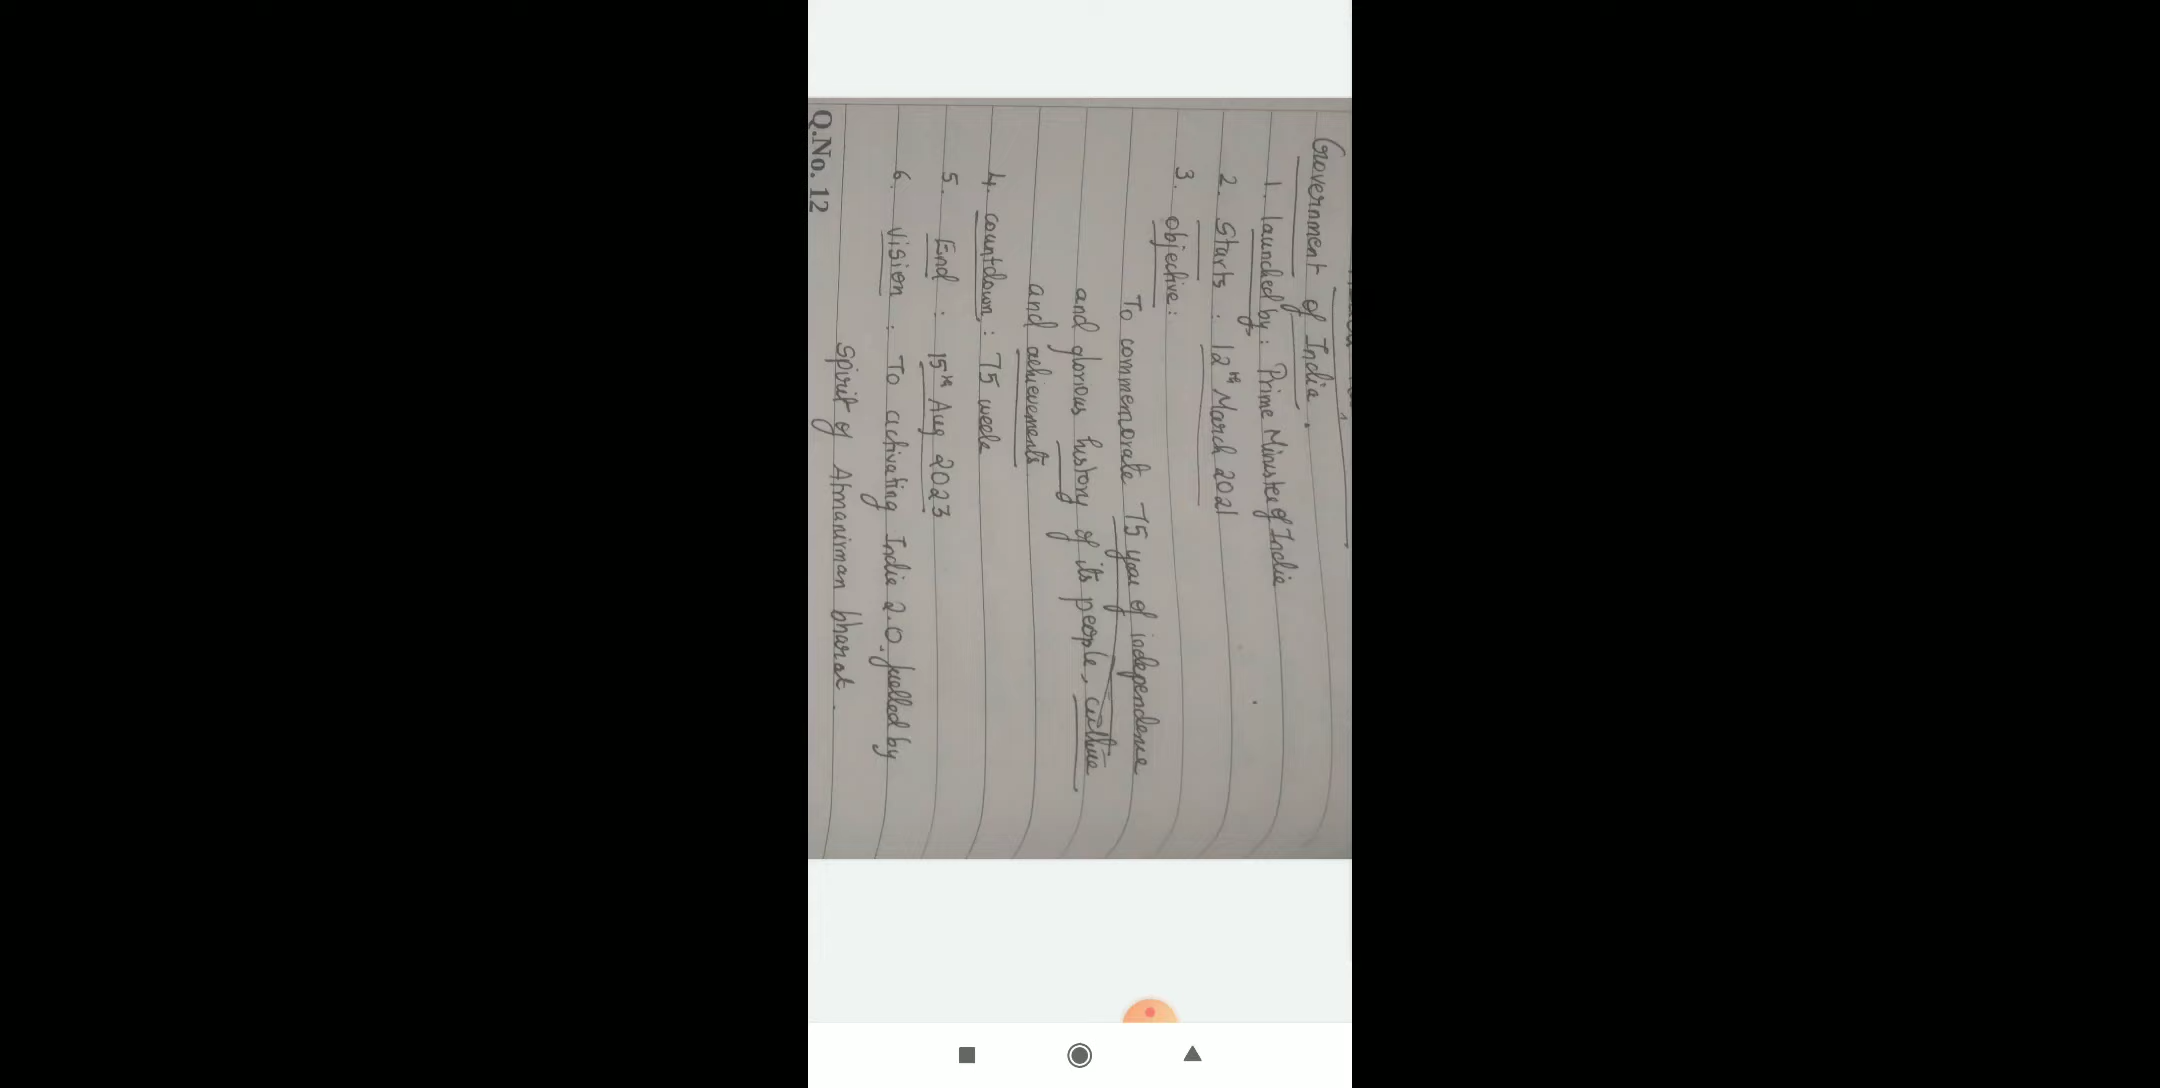 Government of India.
1. launched by: Prime Minister of India
2. Starts : 12th March 2021
3. Objective:
To commemorate 75 year of independence
and glorious history of its people, culture
and achievements.
4. Countdown: 75 week
5. End : 15th Aug 2023
6. Vision : To activating India 2.0. fuelled by
spirit of Atmanirman bharat.
Q.No. 12